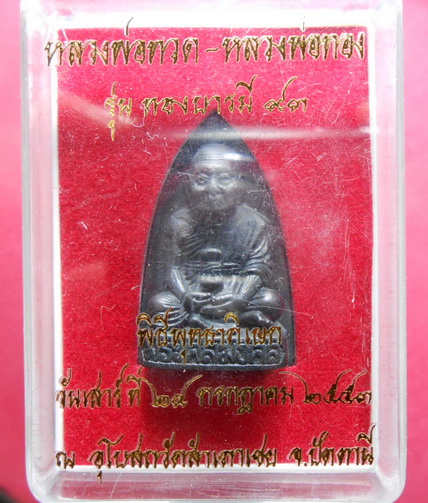 หลวงพ่อทวด - หลวงพ่อทอง
รุ่น ทองบารมี ๙๓
พิธีพุทธาภิเษก
วันเสาร์ที่ ๒๔ กรกฎาคม ๒๕๕๓
ณ อุโบสถวัดสำเภาเชย จ.ปัตตานี